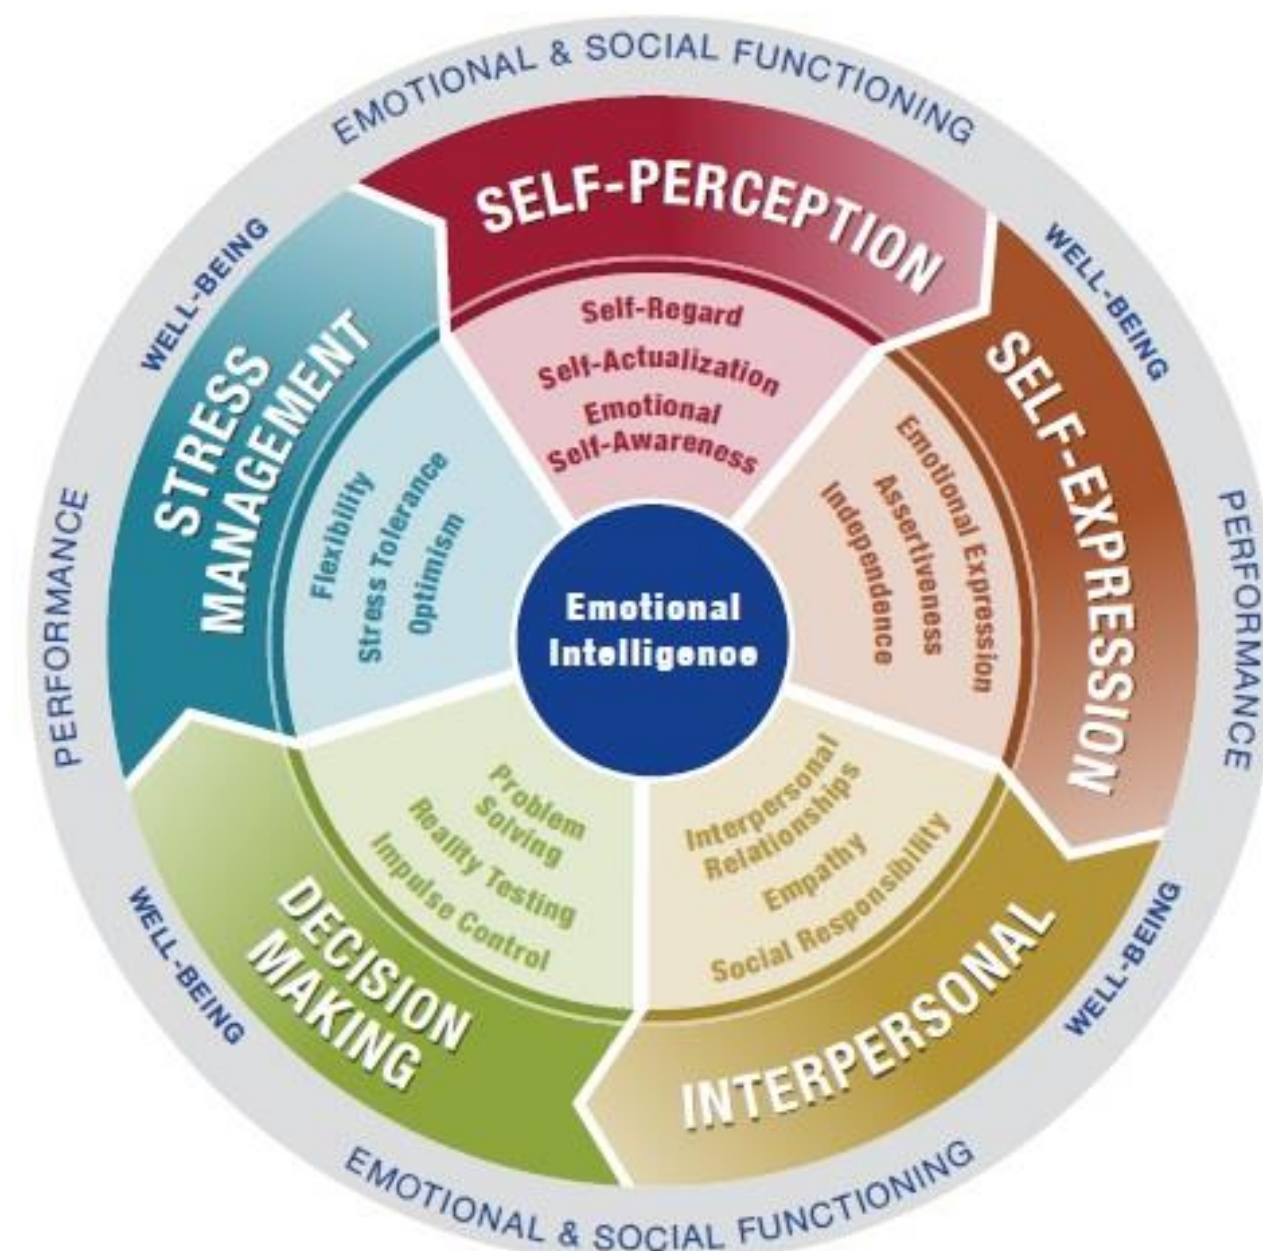 EMOTIONAL & SOCIAL FUNCTIONING
WELL-BEING
WELL-BEING
PERFORMANCE
PERFORMANCE
WELL-BEING
WELL-BEING
EMOTIONAL & SOCIAL FUNCTIONING
SELF-PERCEPTION
Self-Regard
Self-Actualization
Emotional
Self-Awareness
SELF-EXPRESSION
Emotional Expression
Assertiveness
Independence
INTERPERSONAL
Interpersonal
Relationships
Empathy
Social Responsibility
DECISION
MAKING
Problem
Solving
Reality Testing
Impulse Control
STRESS
MANAGEMENT
Flexibility
Stress Tolerance
Optimism
Emotional
Intelligence